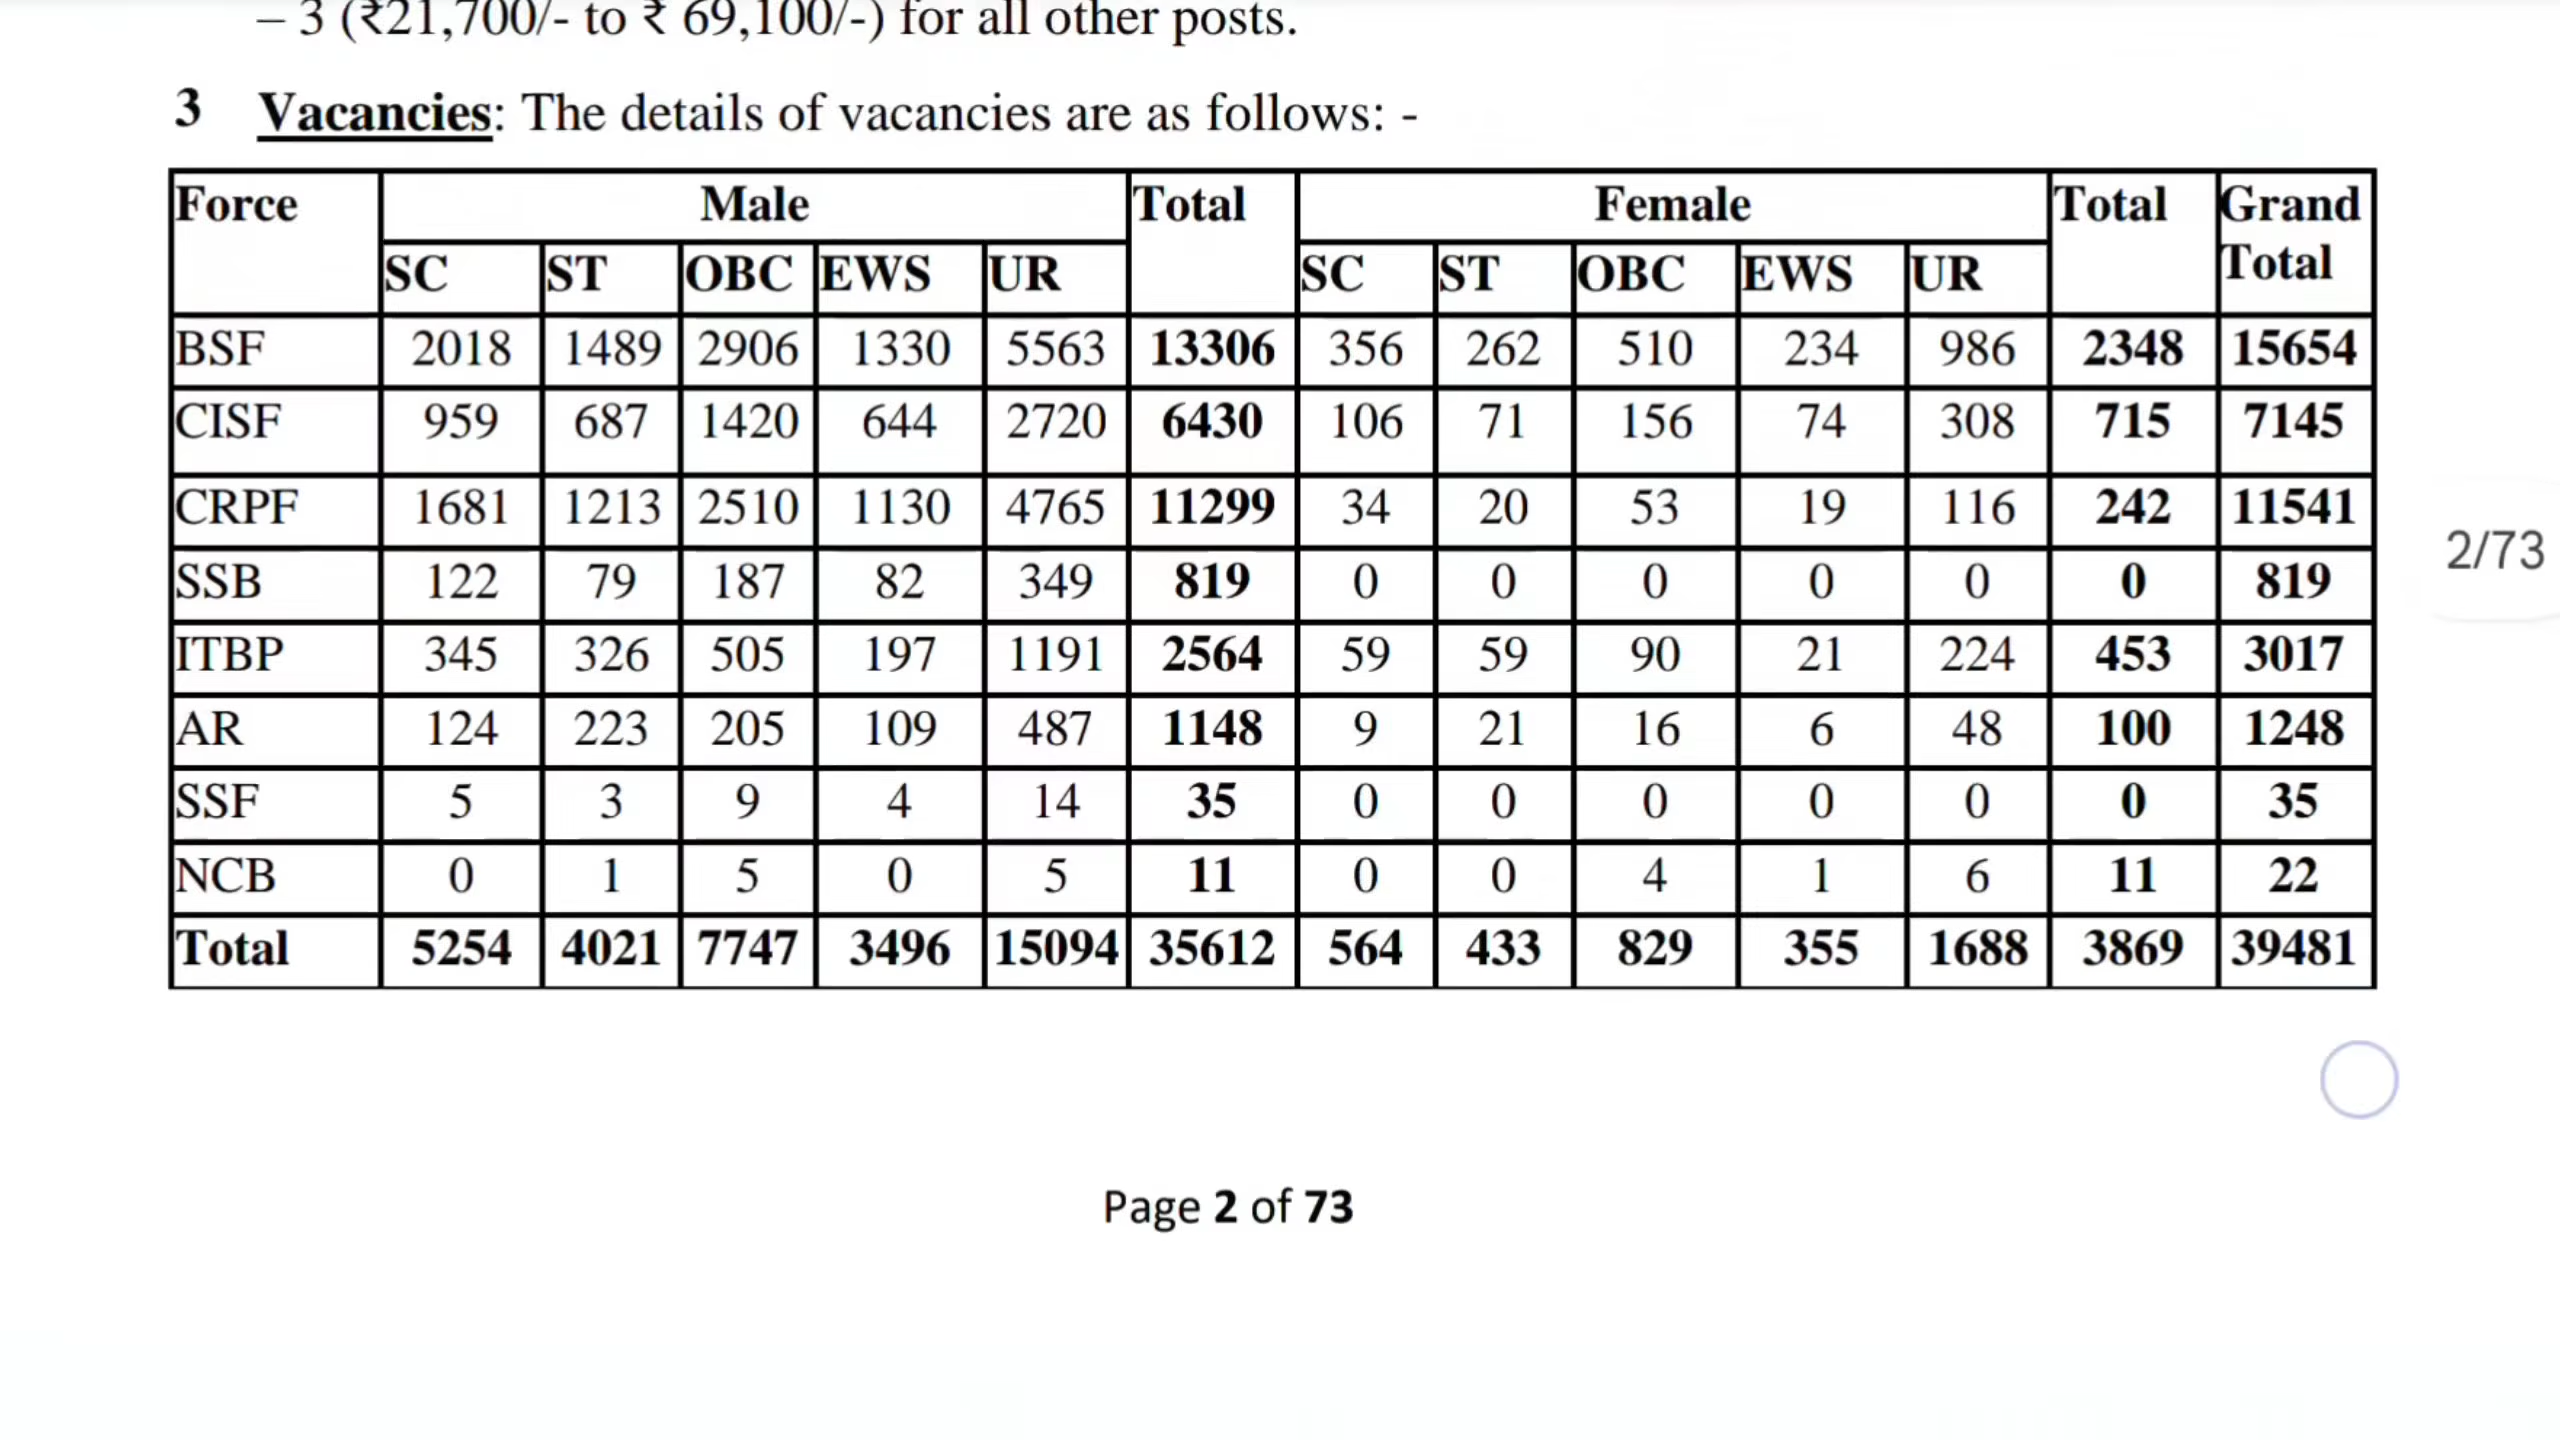 – 3 (₹21,700/- to ₹ 69,100/-) for all other posts.
3 Vacancies: The details of vacancies are as follows: -
Force Male Total Female Total Grand Total
SC ST OBC EWS UR SC ST OBC EWS UR
BSF 2018 1489 2906 1330 5563 13306 356 262 510 234 986 2348 15654
CISF 959 687 1420 644 2720 6430 106 71 156 74 308 715 7145
CRPF 1681 1213 2510 1130 4765 11299 34 20 53 19 116 242 11541
2/73
SSB 122 79 187 82 349 819 0 0 0 0 0 0 819
ITBP 345 326 505 197 1191 2564 59 59 90 21 224 453 3017
AR 124 223 205 109 487 1148 9 21 16 6 48 100 1248
SSF 5 3 9 4 14 35 0 0 0 0 0 0 35
NCB 0 1 5 0 5 11 0 0 4 1 6 11 22
Total 5254 4021 7747 3496 15094 35612 564 433 829 355 1688 3869 39481
Page 2 of 73